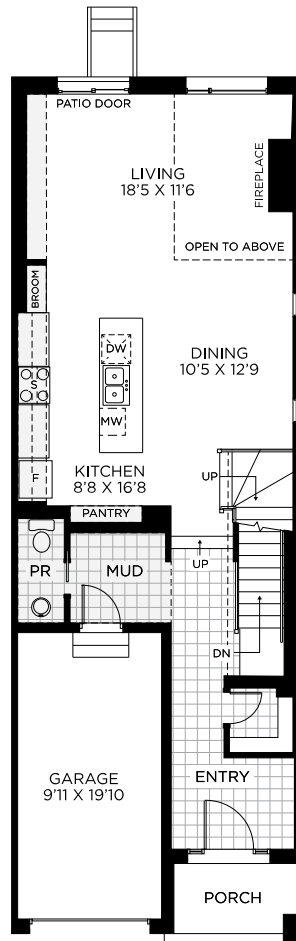 PATIO DOOR
LIVING
18'5 X 11'6
FIREPLACE
OPEN TO ABOVE
BROOM
DW
DINING
10'5 X 12'9
S
MW
KITCHEN
8'8 X 16'8
F
UP
PANTRY
PR
MUD
UP
DN
GARAGE
9'11 X 19'10
ENTRY
PORCH